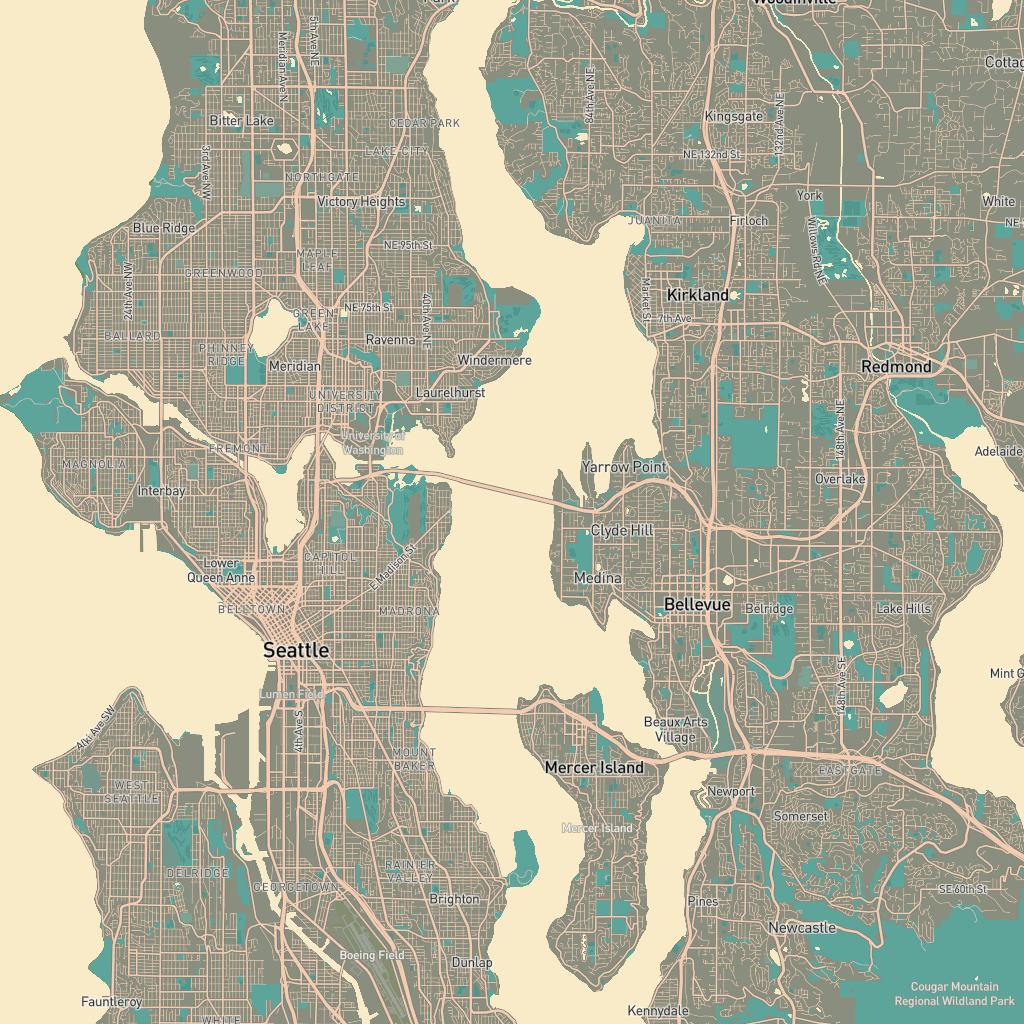 Park
Woodinville
5th Ave NE
Meridian Ave N
Cottag
84th Ave NE
132nd Ave NE
Bitter Lake
Kingsgate
CEDAR PARK
LAKE CITY
NE 132nd St
3rd Ave NW
NORTHGATE
Victory Heights
York
White
JUANITA
Firloch
NE
Blue Ridge
NE 95th St
Willows Rd NE
MAPLE
LEAF
GREENWOOD
24th Ave NW
Market St
Kirkland
NE 75th St
40th Ave NE
GREEN
LAKE
7th Ave
BALLARD
Ravenna
PHINNEY
RIDGE
Meridian
Windermere
Redmond
UNIVERSITY
DISTRICT
Laurelhurst
148th Ave NE
FREMONT
University of
Washington
Adelaide
MAGNOLIA
Yarrow Point
Overlake
Interbay
Clyde Hill
CAPITOL
HILL
Lower
Queen Anne
E Madison St
Medina
BELLTOWN
MADRONA
Bellevue
Belridge
Lake Hills
Seattle
Mint G
148th Ave SE
Lumen Field
Alki Ave SW
4th Ave S
Beaux Arts
Village
MOUNT
BAKER
Mercer Island
EASTGATE
WEST
SEATTLE
Newport
Somerset
Mercer Island
DELRIDGE
RAINIER
VALLEY
GEORGETOWN
SE 60th St
Brighton
Pines
Newcastle
Boeing Field
Dunlap
Cougar Mountain
Regional Wildland Park
Fauntleroy
Kennydale
WHITE